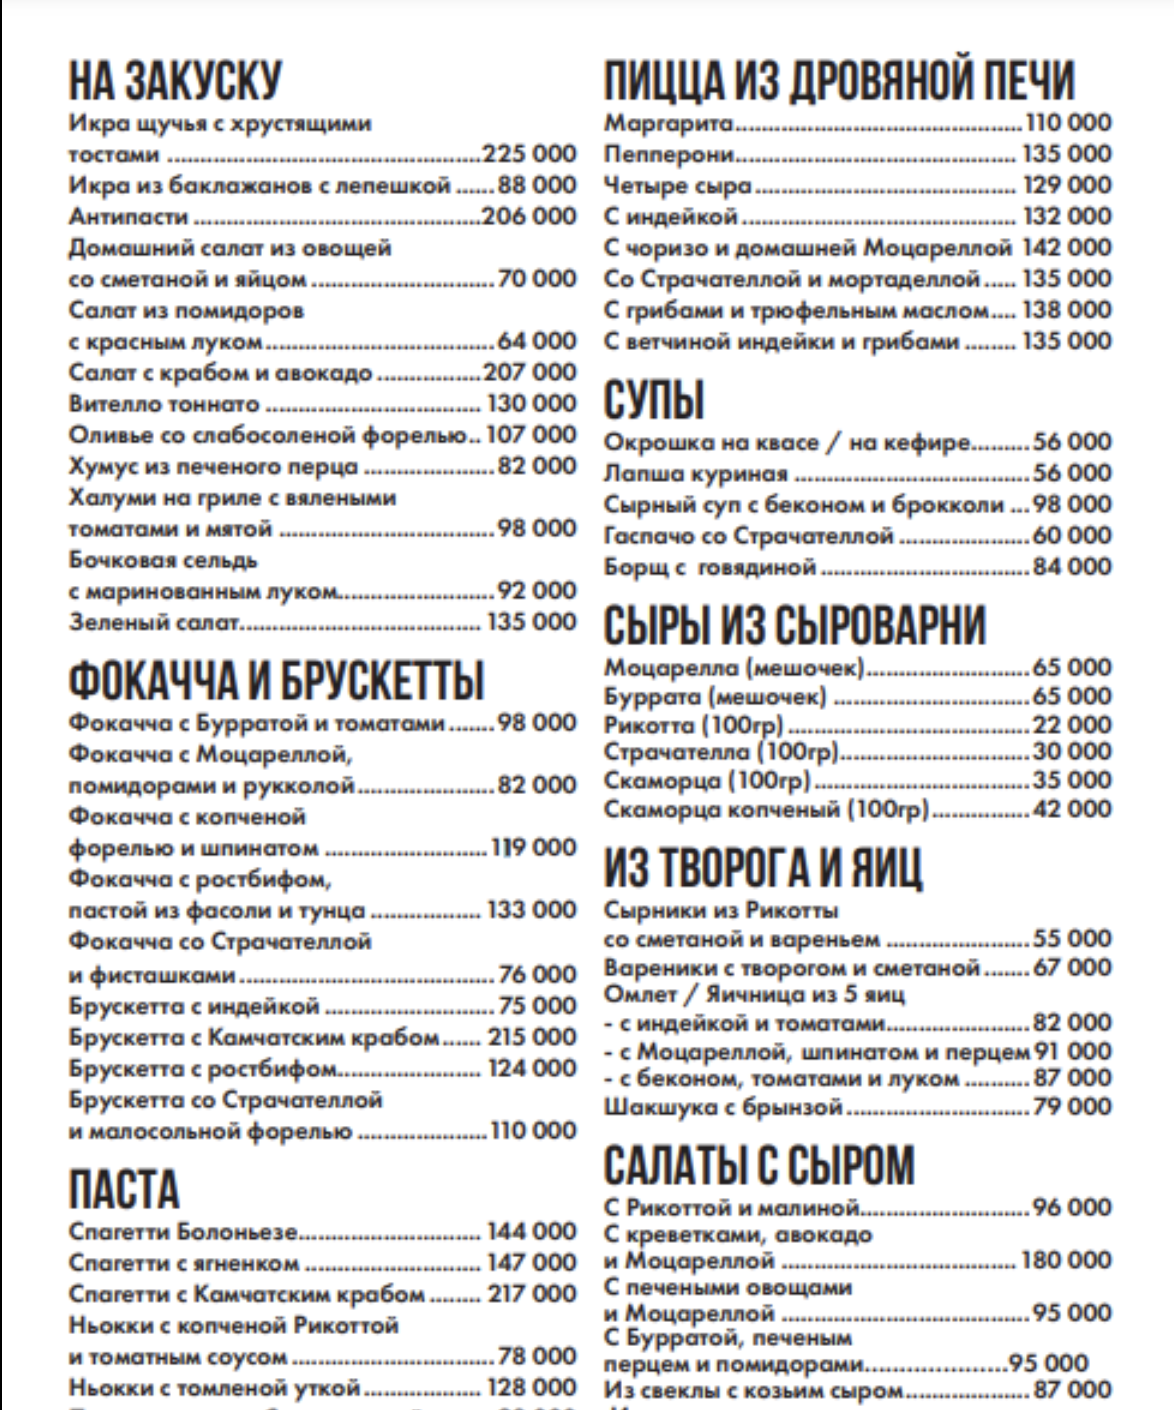 НА ЗАКУСКУ
Икра щучья с хрустящими
тостами ................................................225 000
Икра из баклажанов с лепешкой ......88 000
Антипасти ............................................206 000
Домашний салат из овощей
со сметаной и яйцом ............................70 000
Салат из помидоров
с красным луком...................................64 000
Салат с крабом и авокадо ................207 000
Вителло тоннато ................................. 130 000
Оливье со слабосоленой форелью.. 107 000
Хумус из печеного перца ....................82 000
Халуми на гриле с вялеными
томатами и мятой .................................98 000
Бочковая сельдь
с маринованным луком........................92 000
Зеленый салат..................................... 135 000
ФОКАЧЧА И БРУСКЕТТЫ
Фокачча с Бурратой и томатами .......98 000
Фокачча с Моцареллой,
помидорами и рукколой.....................82 000
Фокачча с копченой
форелью и шпинатом .........................119 000
Фокачча с ростбифом,
пастой из фасоли и тунца ................. 133 000
Фокачча со Страчателлой
и фисташками .......................................76 000
Брускетта с индейкой ..........................75 000
Брускетта с Камчатским крабом...... 215 000
Брускетта с ростбифом...................... 124 000
Брускетта со Страчателлой
и малосольной форелью ....................110 000
ПАСТА
Спагетти Болоньезе............................ 144 000
Спагетти с ягненком ........................... 147 000
Спагетти с Камчатским крабом ........ 217 000
Ньокки с копченой Рикоттой
и томатным соусом ...............................78 000
Ньокки с томленой уткой.................. 128 000
ПИЦЦА ИЗ ДРОВЯНОЙ ПЕЧИ
Маргарита............................................110 000
Пепперони........................................... 135 000
Четыре сыра ........................................ 129 000
С индейкой .......................................... 132 000
С чоризо и домашней Моцареллой 142 000
Со Страчателлой и мортаделлой..... 135 000
С грибами и трюфельным маслом.... 138 000
С ветчиной индейки и грибами ........ 135 000
СУПЫ
Окрошка на квасе / на кефире.........56 000
Лапша куриная ....................................56 000
Сырный суп с беконом и брокколи ...98 000
Гаспачо со Страчателлой ....................60 000
Борщ с говядиной ................................84 000
СЫРЫ ИЗ СЫРОВАРНИ
Моцарелла (мешочек).........................65 000
Буррата (мешочек) ..............................65 000
Рикотта (100гр) .....................................22 000
Страчателла (100гр).............................30 000
Скаморца (100гр).................................35 000
Скаморца копченый (100гр)...............42 000
ИЗ ТВОРОГА И ЯИЦ
Сырники из Рикотты
со сметаной и вареньем ......................55 000
Вареники с творогом и сметаной.......67 000
Омлет / Яичница из 5 яиц
- с индейкой и томатами......................82 000
- с Моцареллой, шпинатом и перцем 91 000
- с беконом, томатами и луком ..........87 000
Шакшука с брынзой............................79 000
САЛАТЫ С СЫРОМ
С Рикоттой и малиной..........................96 000
С креветками, авокадо
и Моцареллой .................................... 180 000
С печеными овощами
и Моцареллой .......................................95 000
С Бурратой, печеным
перцем и помидорами......................95 000
Из свеклы с козьим сыром...................87 000